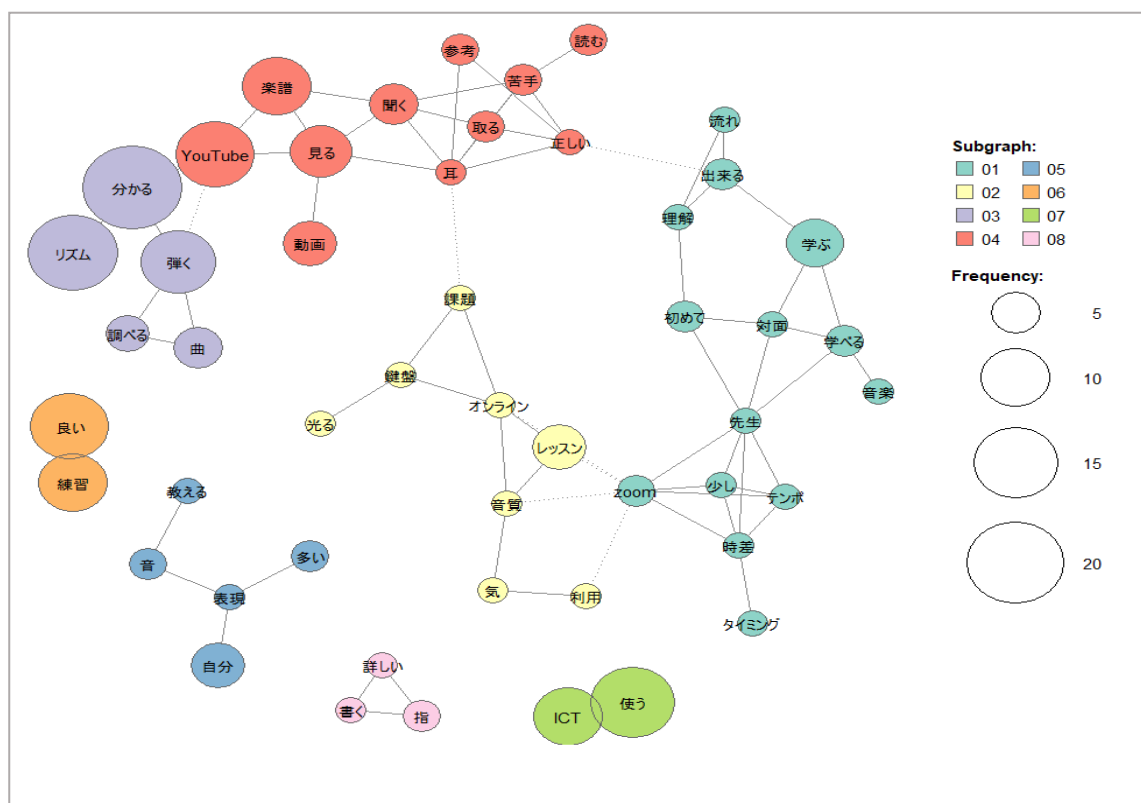 参考
読む
苦手
楽譜
聞く
取る
正しい
YouTube
見る
耳
分かる
動画
リズム
弾く
調べる
曲
流れ
出来る
理解
学ぶ
初めて
対面
学べる
音楽
課題
鍵盤
オンライン
光る
レッスン
先生
音質
zoom
少し
テンポ
時差
気
利用
タイミング
良い
練習
教える
音
多い
表現
自分
詳しい
書く
指
ICT
使う
Subgraph:
01 05
02 06
03 07
04 08
Frequency:
5
10
15
20